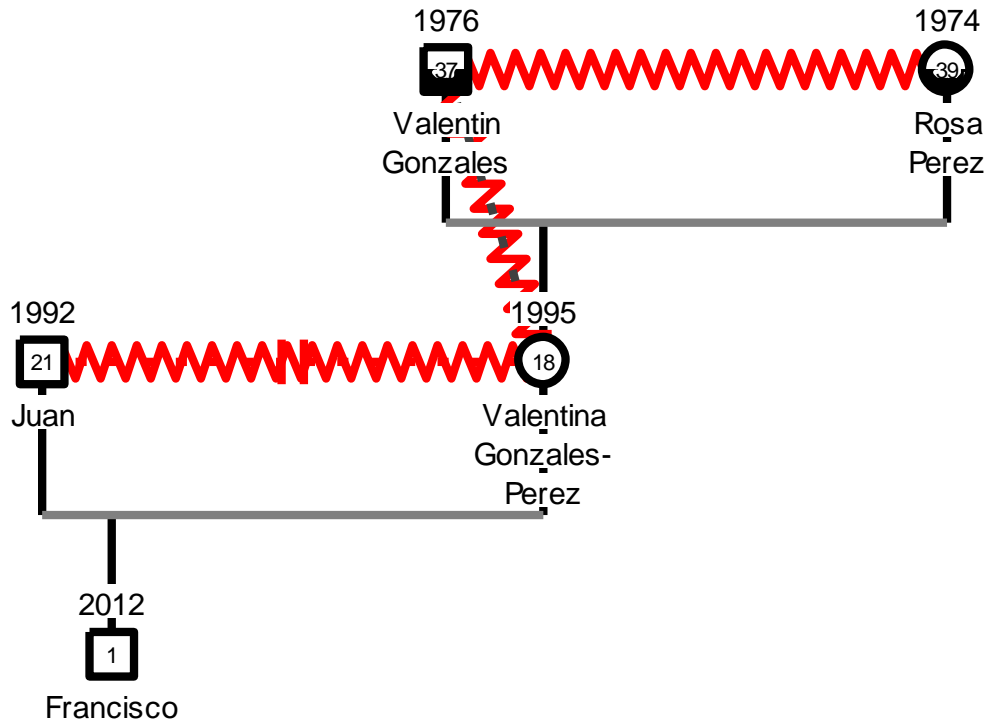 1976
1974
37
39
Valentin
Gonzales
Rosa
Perez
1992
1995
21
18
Juan
Valentina
Gonzales-
Perez
2012
1
Francisco